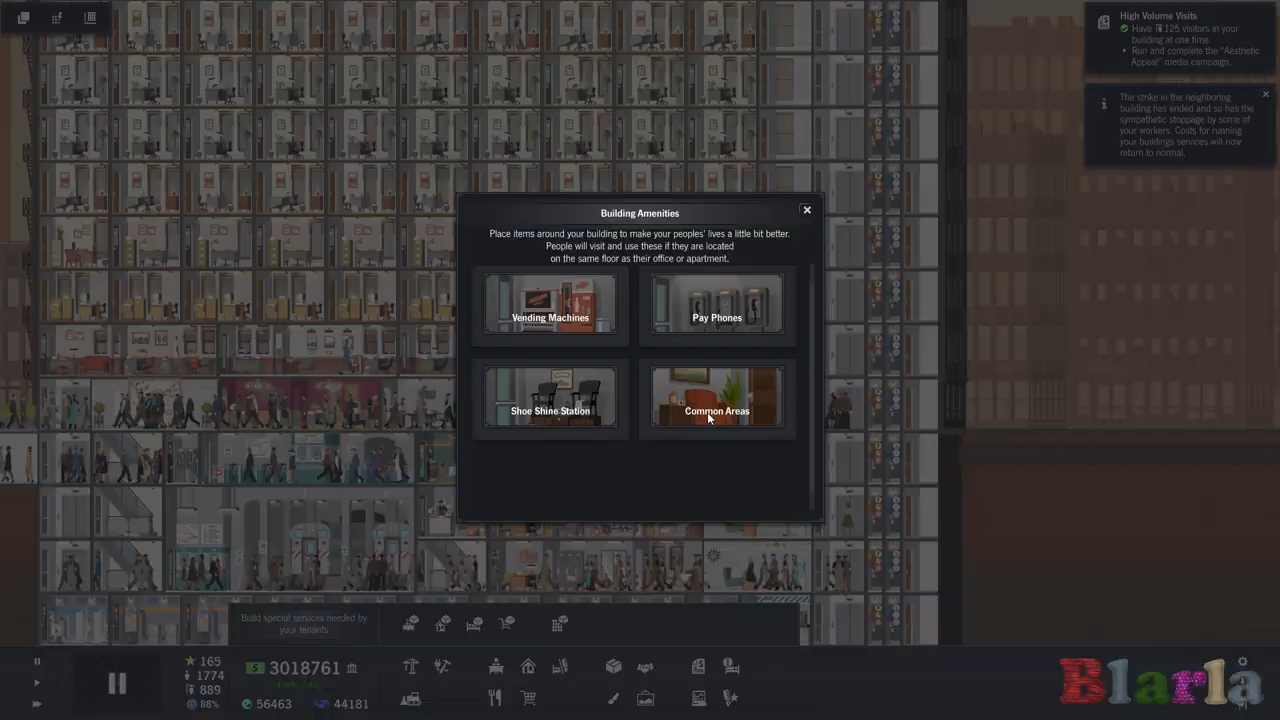 High Volume Visits
Have 125 visitors in your
building at one time
• Run and complete the "Aesthetic
Appeal" media campaign.
The strike in the neighboring
building has ended and so has the
sympathetic stoppage by some of
your workers. Costs for running
your buildings services will now
return to normal.
Building Amenities
Place items around your building to make your peoples' lives a little bit better.
People will visit and use these if they are located
on the same floor as their office or apartment.
Vending Machines
Pay Phones
Shoe Shine Station
Common Areas
Build special services needed by
your tenants
165
1774
889
88%
3018761
56463
44181
Blarla